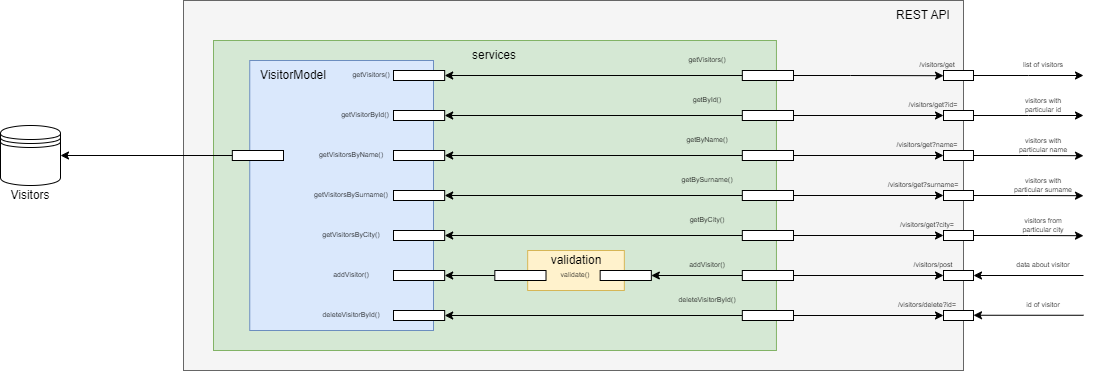 REST API
services
VisitorModel
getVisitors()
getVisitors()
/visitors/get
list of visitors
getVisitorById()
getById()
/visitors/get?id=
visitors with
particular id
getVisitorsByName()
getByName()
/visitors/get?name=
visitors with
particular name
Visitors
getVisitorsBySurname()
getBySurname()
/visitors/get?surname=
visitors with
particular surname
getVisitorsByCity()
getByCity()
/visitors/get?city=
visitors from
particular city
addVisitor()
validation
validate()
addVisitor()
/visitors/post
data about visitor
deleteVisitorById()
deleteVisitorById()
/visitors/delete?id=
id of visitor